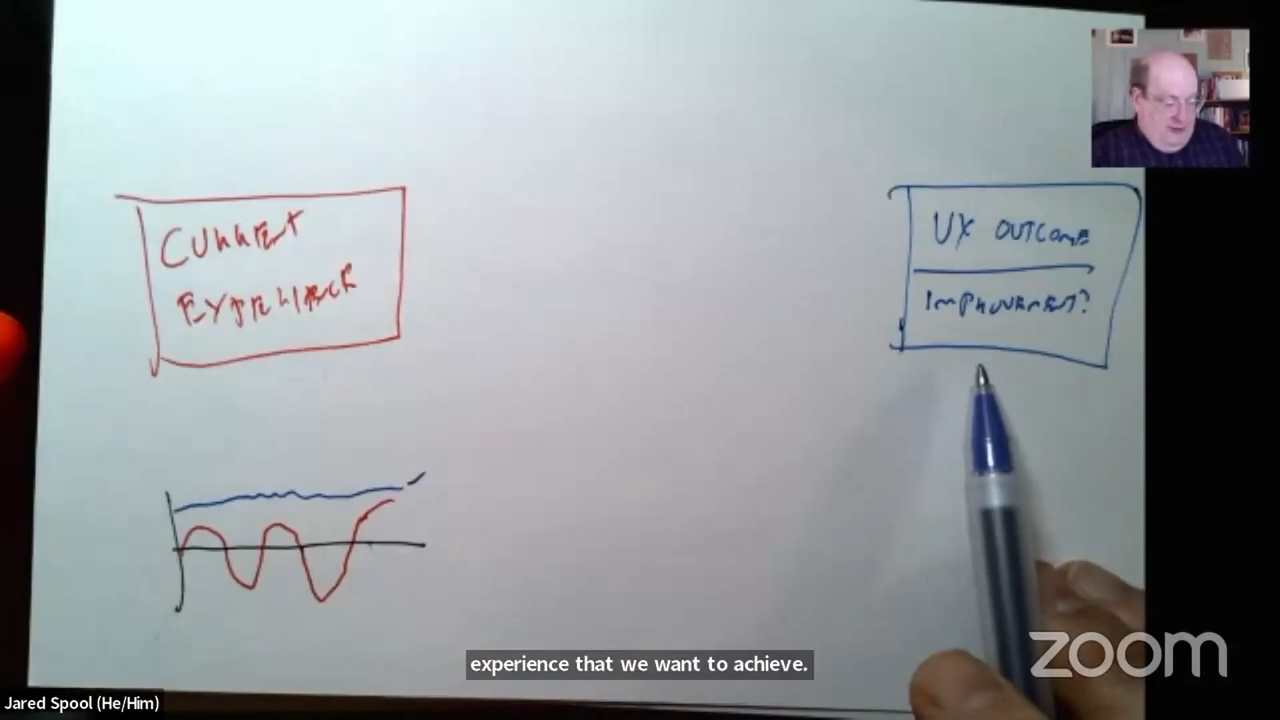 CURRENT
EXPERIENCE
UX OUTCOME
IMPROVEMENT?
experience that we want to achieve.
zoom
Jared Spool (He/Him)